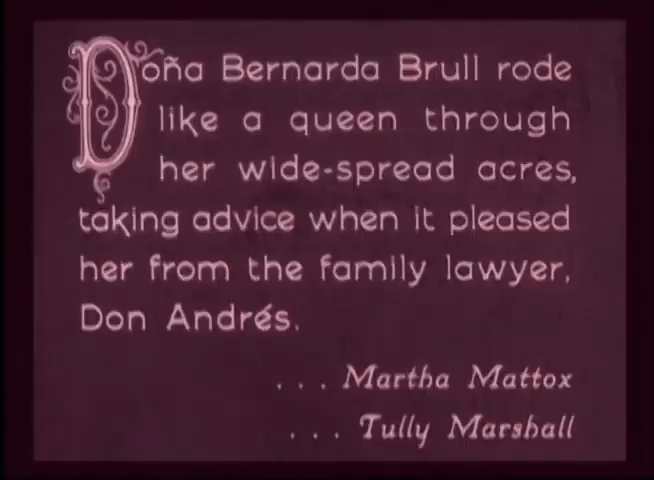 Doña Bernarda Brull rode
like a queen through
her wide-spread acres,
taking advice when it pleased
her from the family lawyer,
Don Andrés.
. . . Martha Mattox
. . . Tully Marshall